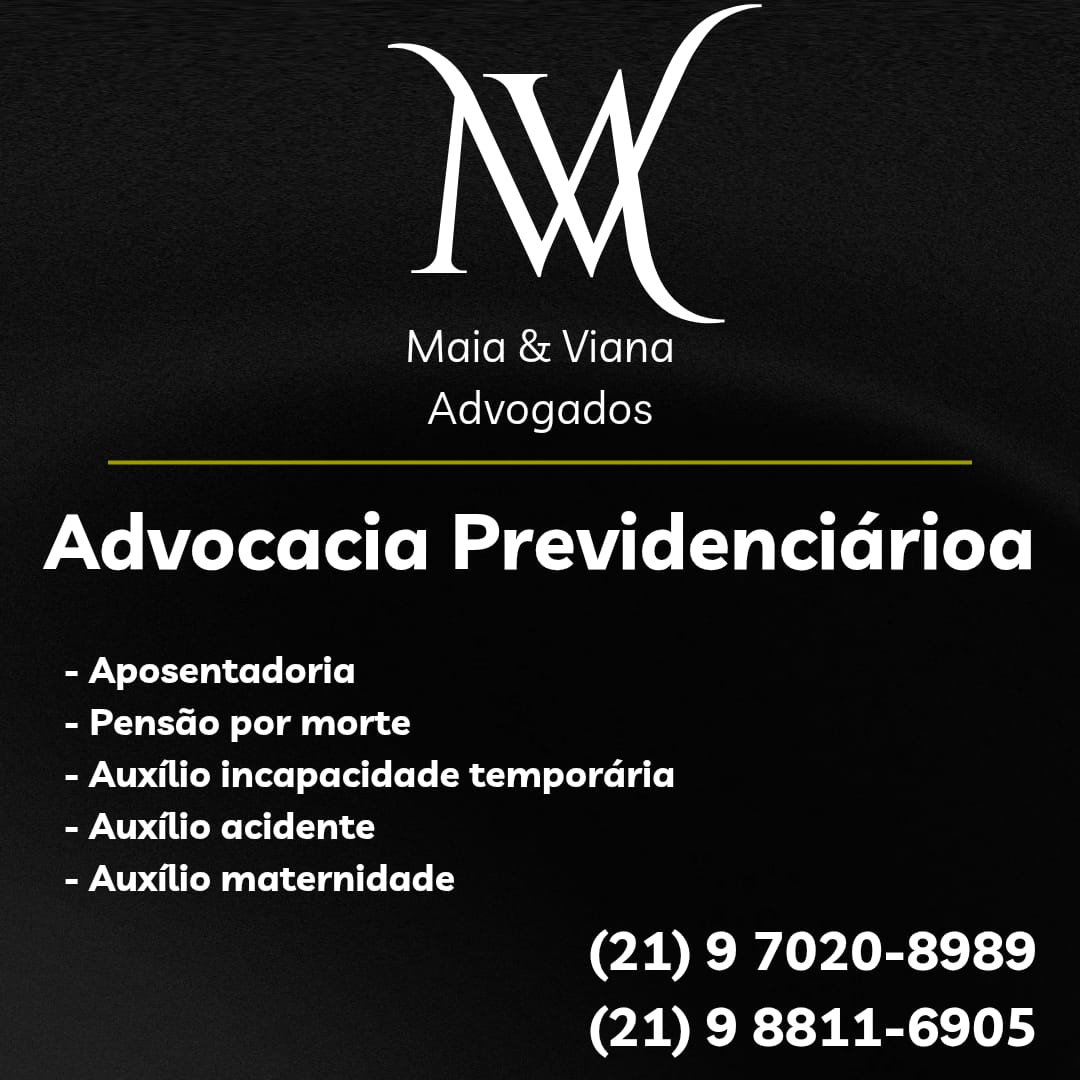 MV
Maia & Viana
Advogados
Advocacia Previdenciárioa
- Aposentadoria
- Pensão por morte
- Auxílio incapacidade temporária
- Auxílio acidente
- Auxílio maternidade
(21) 9 7020-8989
(21) 9 8811-6905